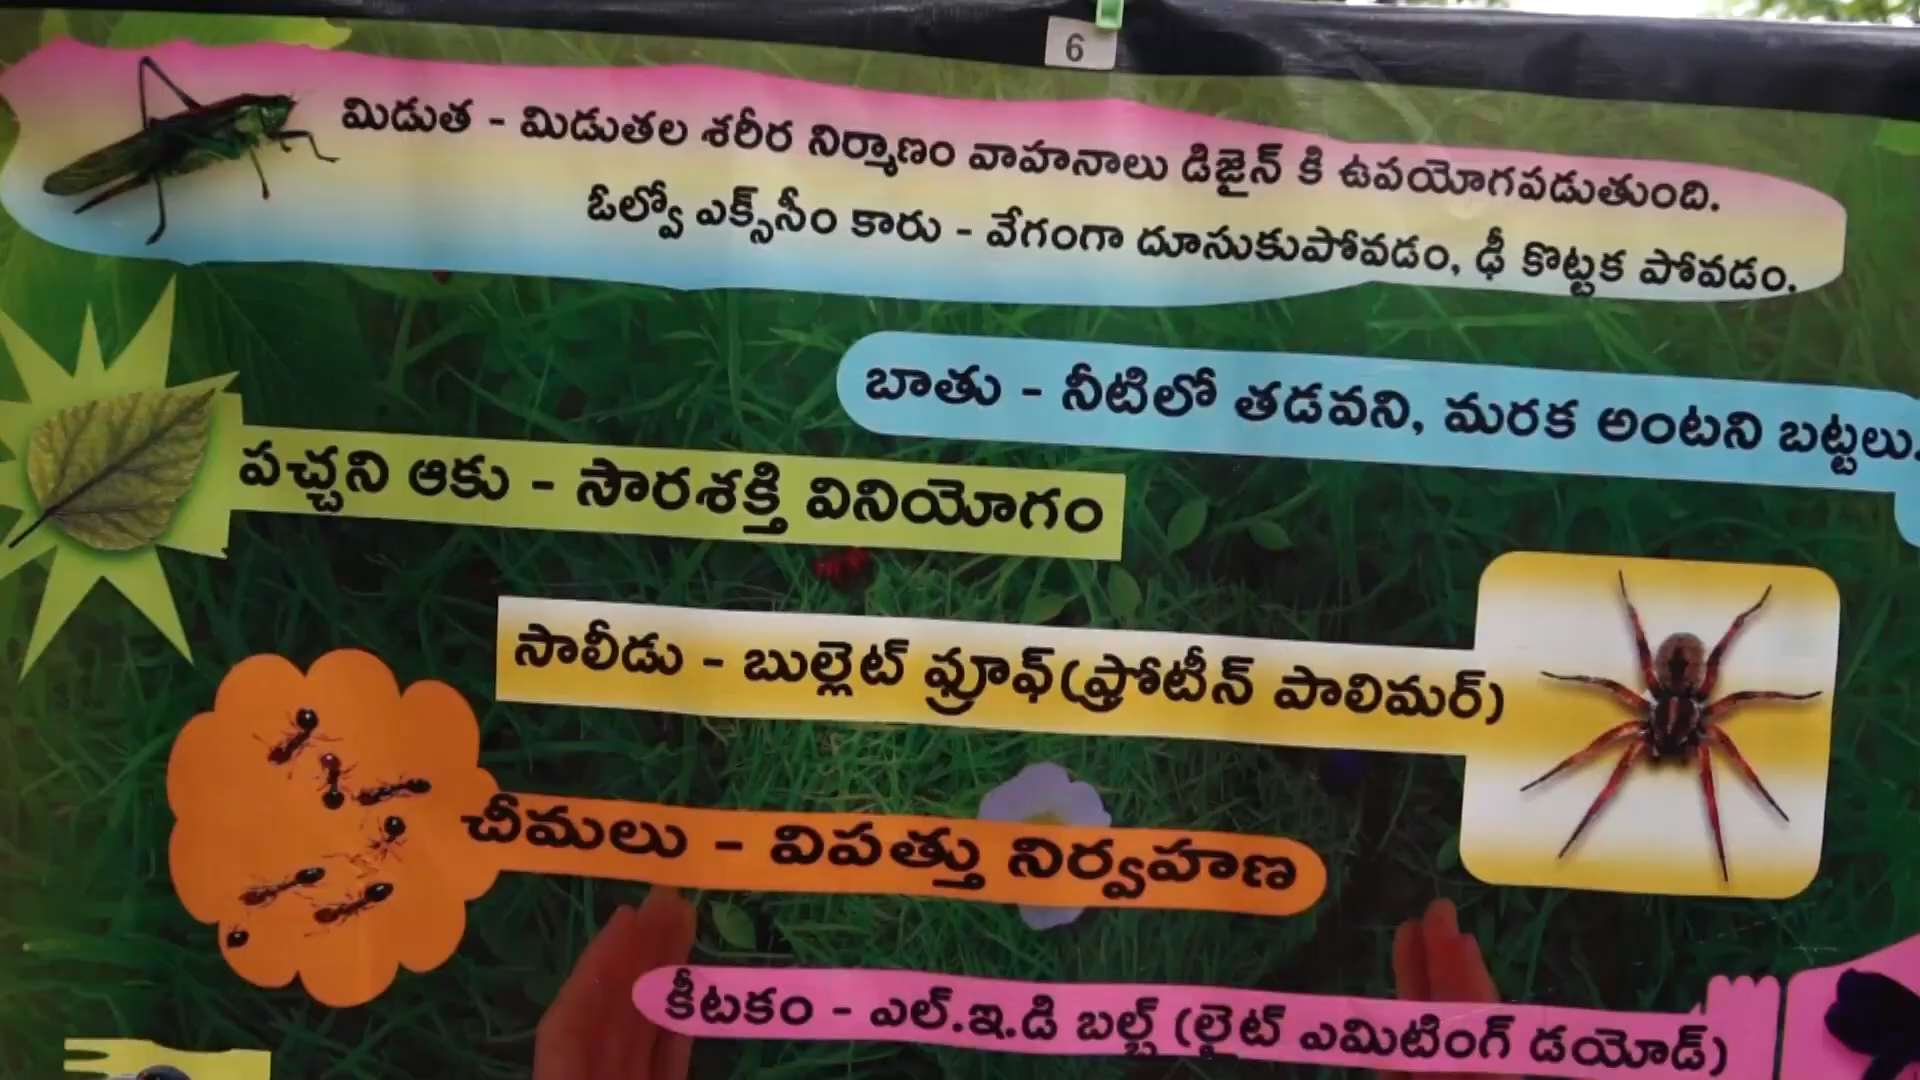 6
మిడుత - మిడుతల శరీర నిర్మాణం వాహనాలు డిజైన్ కి ఉపయోగపడుతుంది.
ఓల్వో ఎక్స్‌సీం కారు - వేగంగా దూసుకుపోవడం, ఢీ కొట్టక పోవడం.
బాతు - నీటిలో తడవని, మరక అంటని బట్టలు.
పచ్చని ఆకు - సౌరశక్తి వినియోగం
సాలీడు - బుల్లెట్ ఫ్రూఫ్(ఫ్రోటీన్ పాలిమర్)
చీమలు - విపత్తు నిర్వహణ
కీటకం - ఎల్.ఇ.డి బల్బ్ (లైట్ ఎమిటింగ్ డయోడ్)